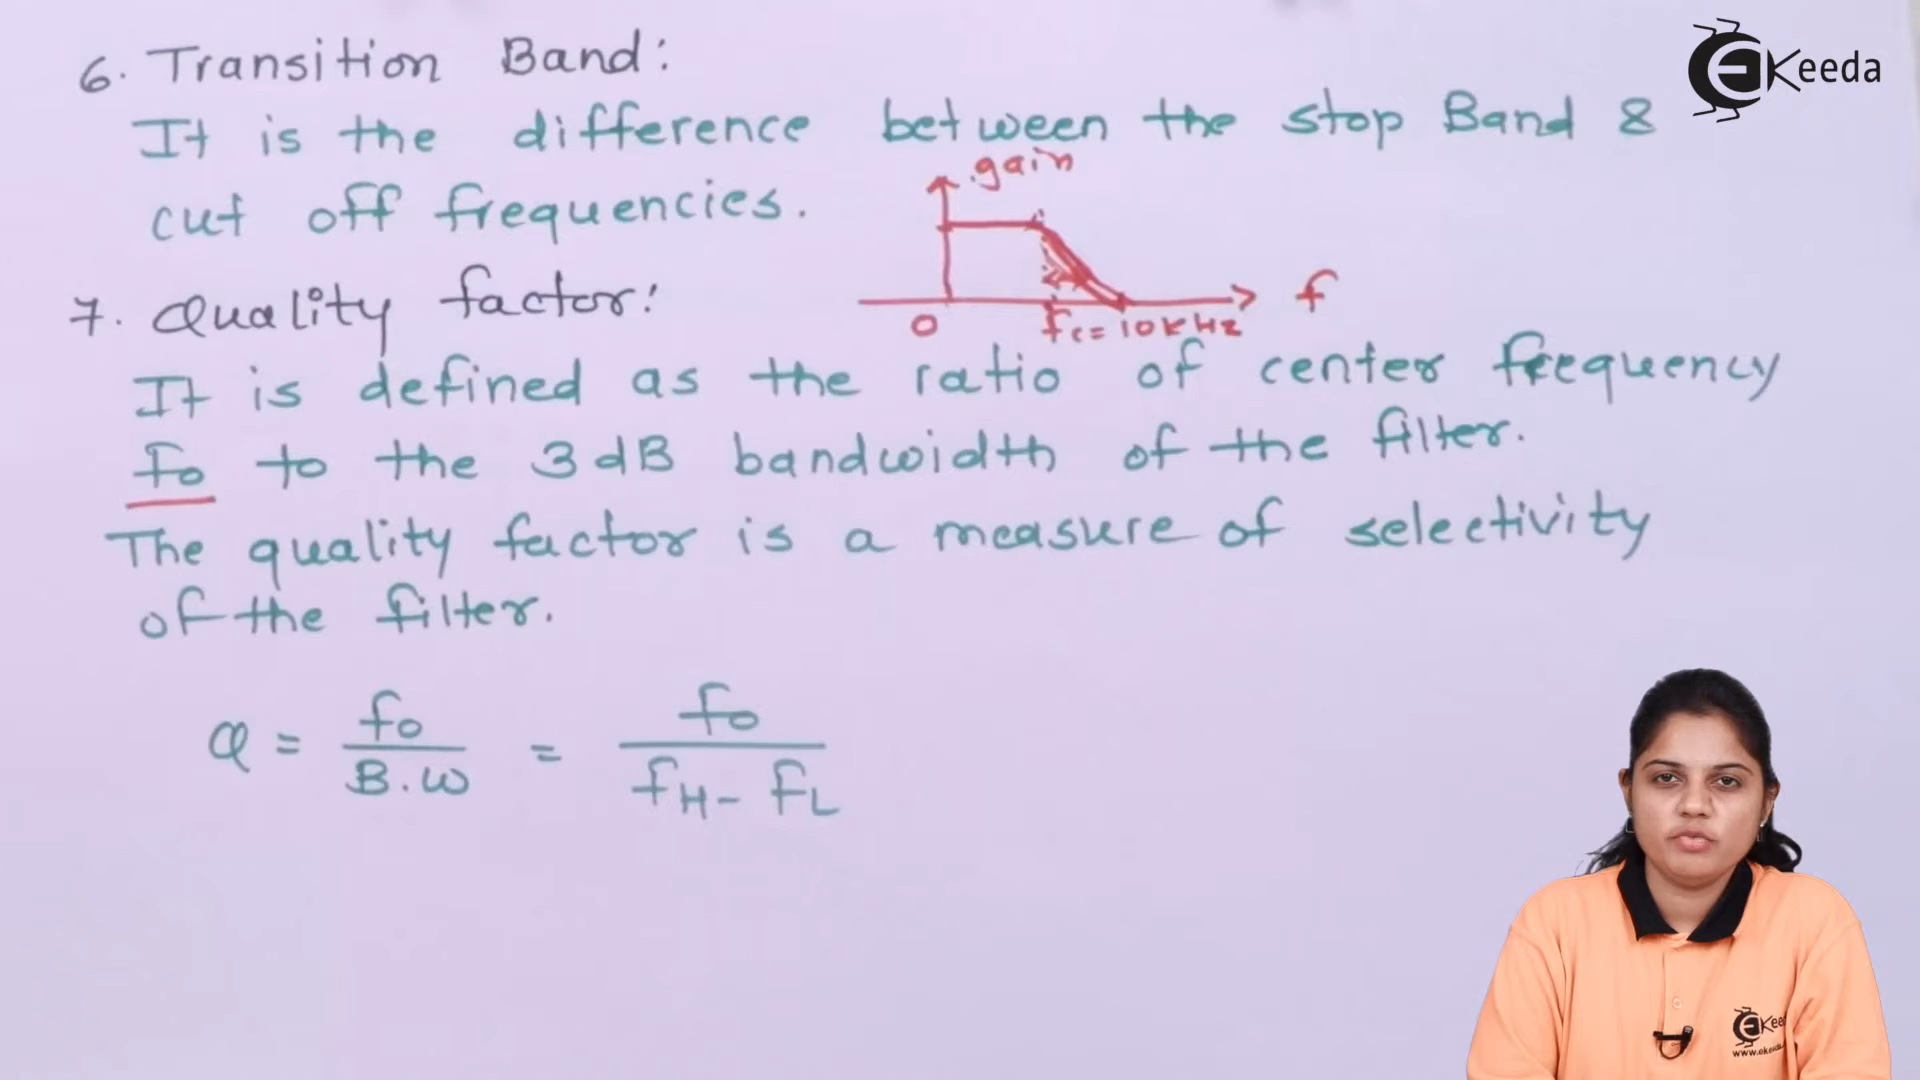 6. Transition Band:
EKeeda
It is the difference between the stop Band &
cut off frequencies.
gain
7. Quality factor:
f
0
fc=10kHz
It is defined as the ratio of center frequency
fo to the 3dB bandwidth of the filter.
The quality factor is a measure of selectivity
of the filter.
Q = fo / B.W = fo / fH - fL